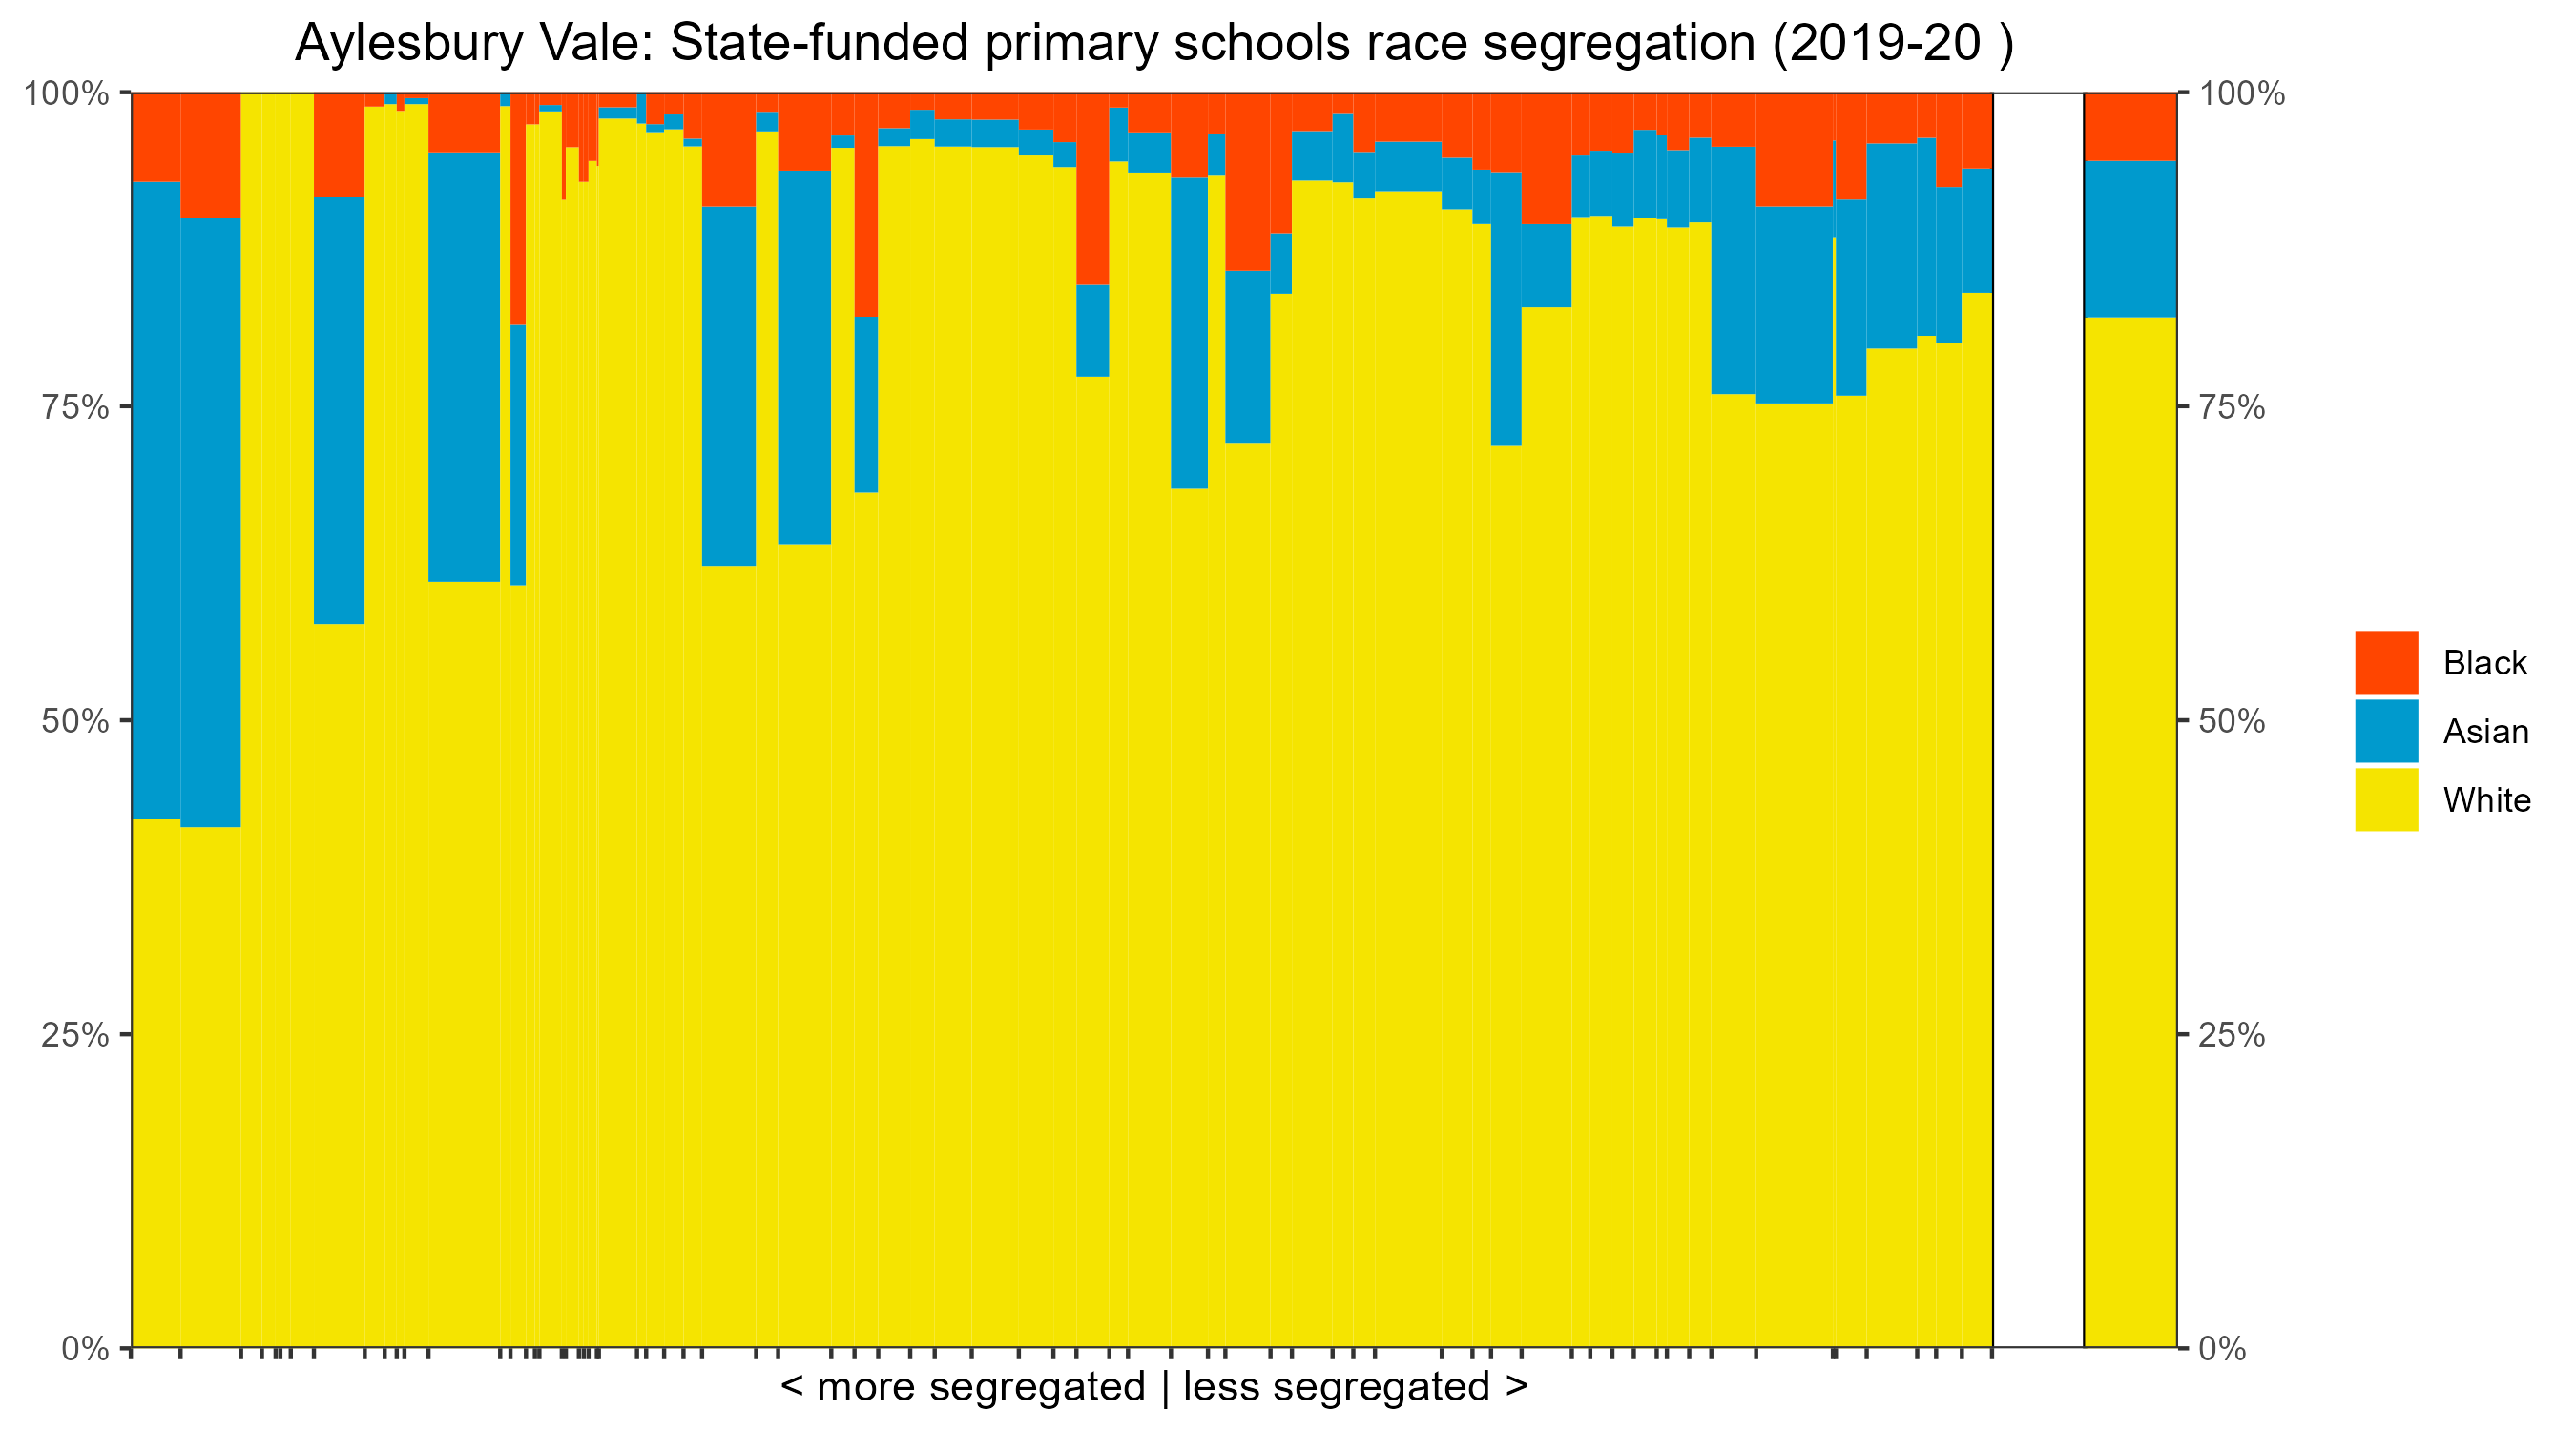 Aylesbury Vale: State-funded primary schools race segregation (2019-20 )
100%
75%
50%
25%
0%
100%
75%
50%
25%
0%
Black
Asian
White
< more segregated | less segregated >